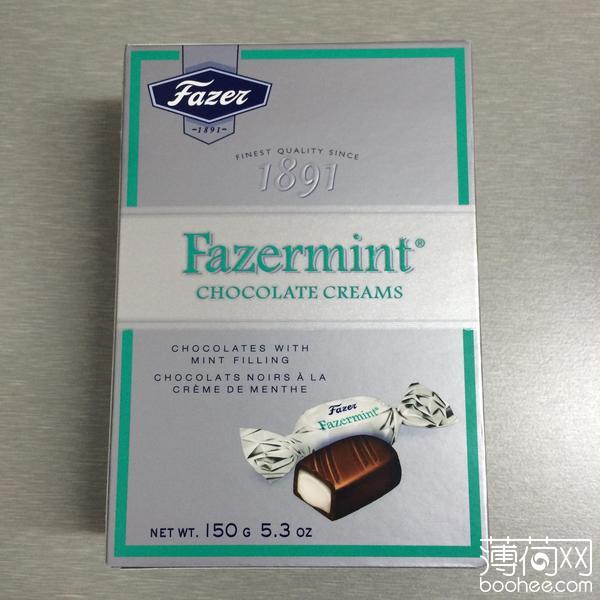 Fazer
-1891-
FINEST QUALITY SINCE
1891
Fazermint®
CHOCOLATE CREAMS
CHOCOLATES WITH
MINT FILLING
CHOCOLATS NOIRS À LA
CRÈME DE MENTHE
Fazer
Fazermint®
NET WT. 150 G 5.3 OZ
薄荷网
boohee.com